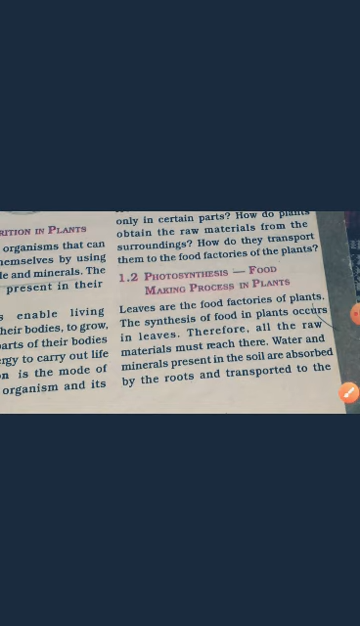 RITION IN PLANTS
organisms that can
hemselves by using
de and minerals. The
present in their
s enable living
heir bodies, to grow,
parts of their bodies
rgy to carry out life
on is the mode of
organism and its
only in certain parts? How do plants
obtain the raw materials from the
surroundings? How do they transport
them to the food factories of the plants?
1.2 PHOTOSYNTHESIS — FOOD
MAKING PROCESS IN PLANTS
Leaves are the food factories of plants.
The synthesis of food in plants occurs
in leaves. Therefore, all the raw
materials must reach there. Water and
minerals present in the soil are absorbed
by the roots and transported to the